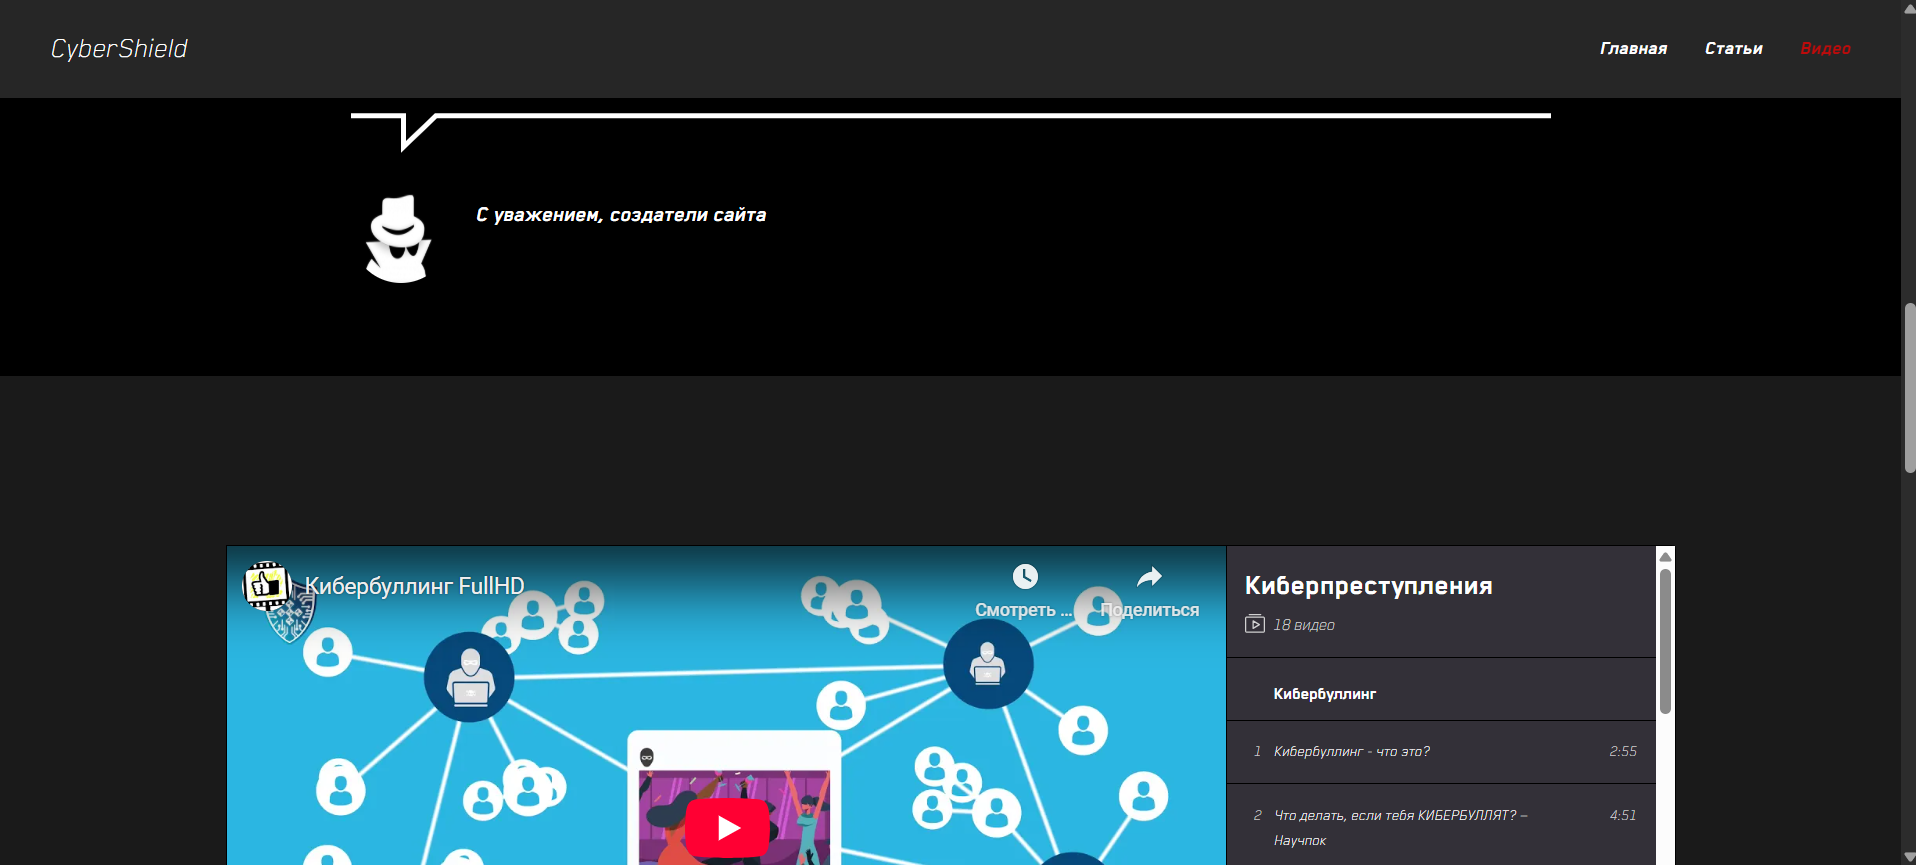 CyberShield
Главная Статьи Видео
С уважением, создатели сайта
Кибербуллинг FullHD
Смотреть ...
Поделиться
Киберпреступления
18 видео
Кибербуллинг
1 Кибербуллинг - что это? 2:55
2 Что делать, если тебя КИБЕРБУЛЛЯТ? – 4:51
Научпок